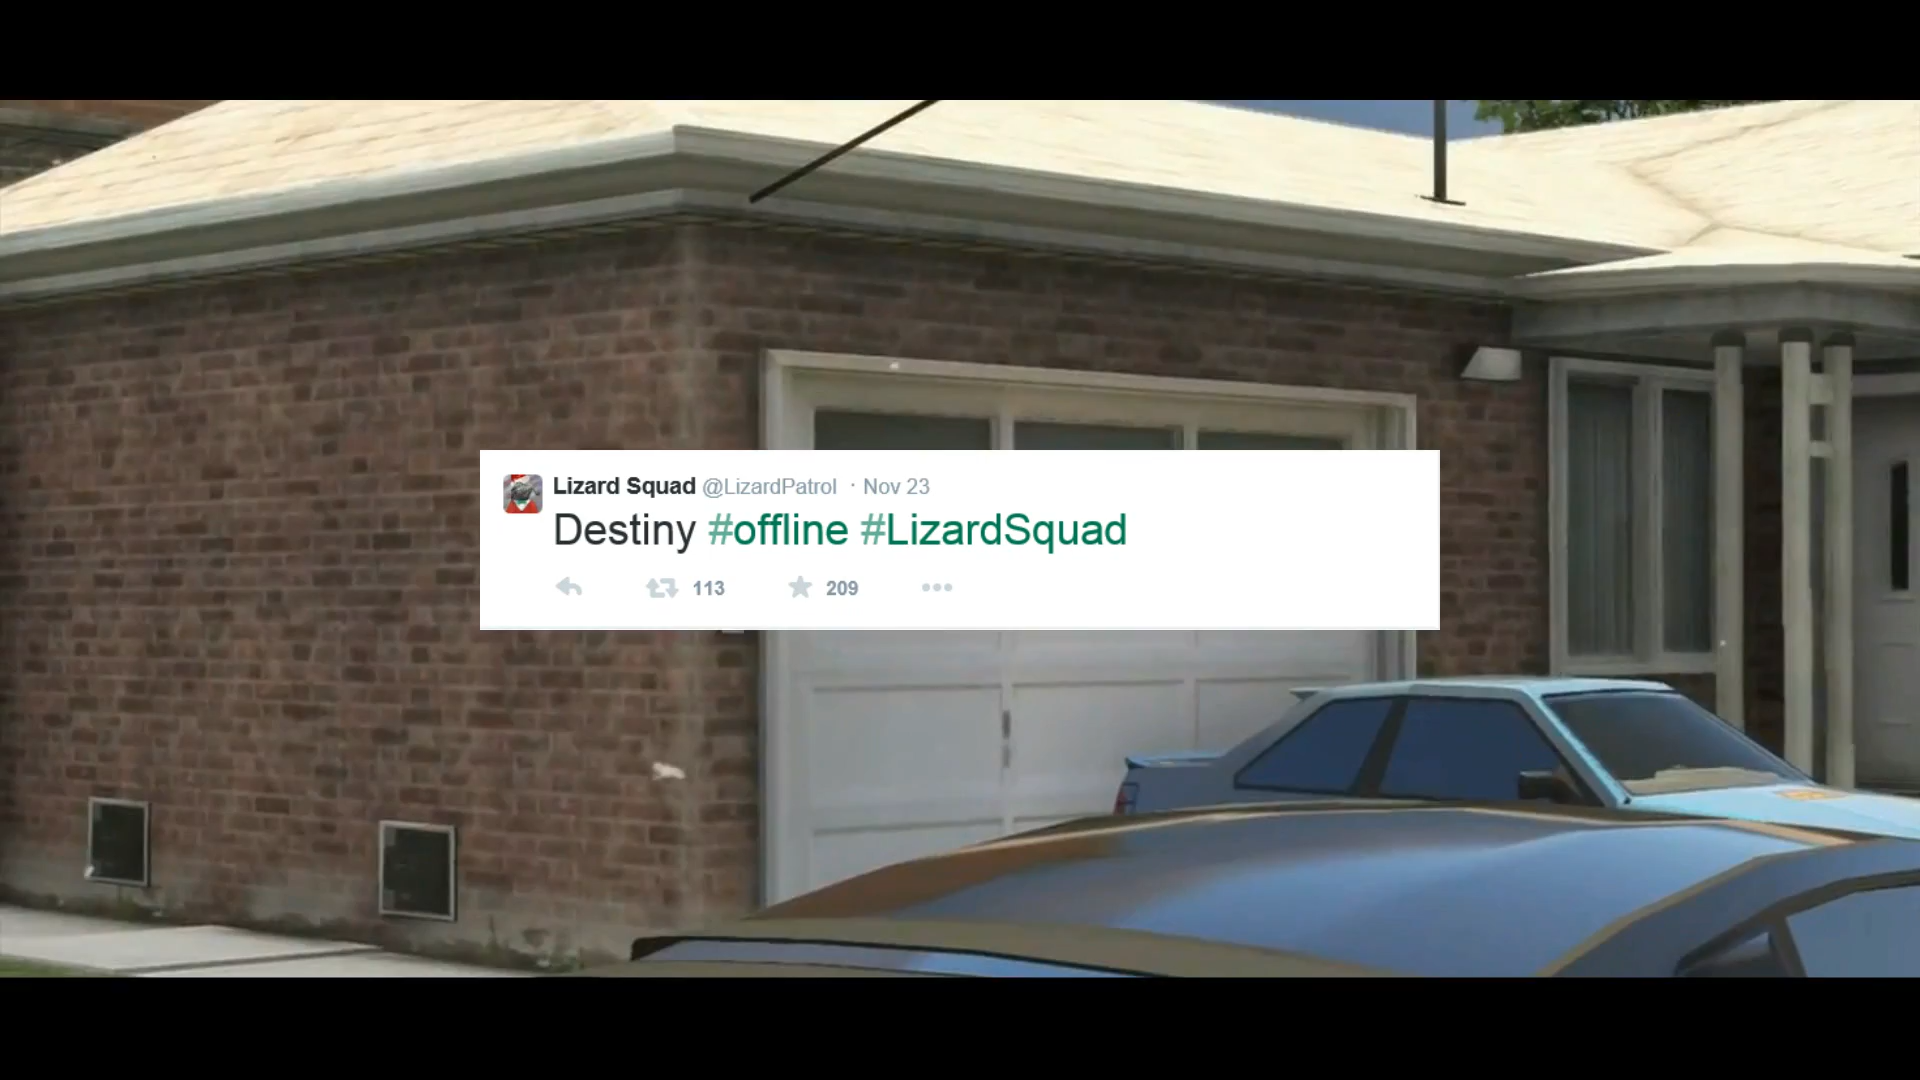 Lizard Squad @LizardPatrol · Nov 23
Destiny #offline #LizardSquad
113 209